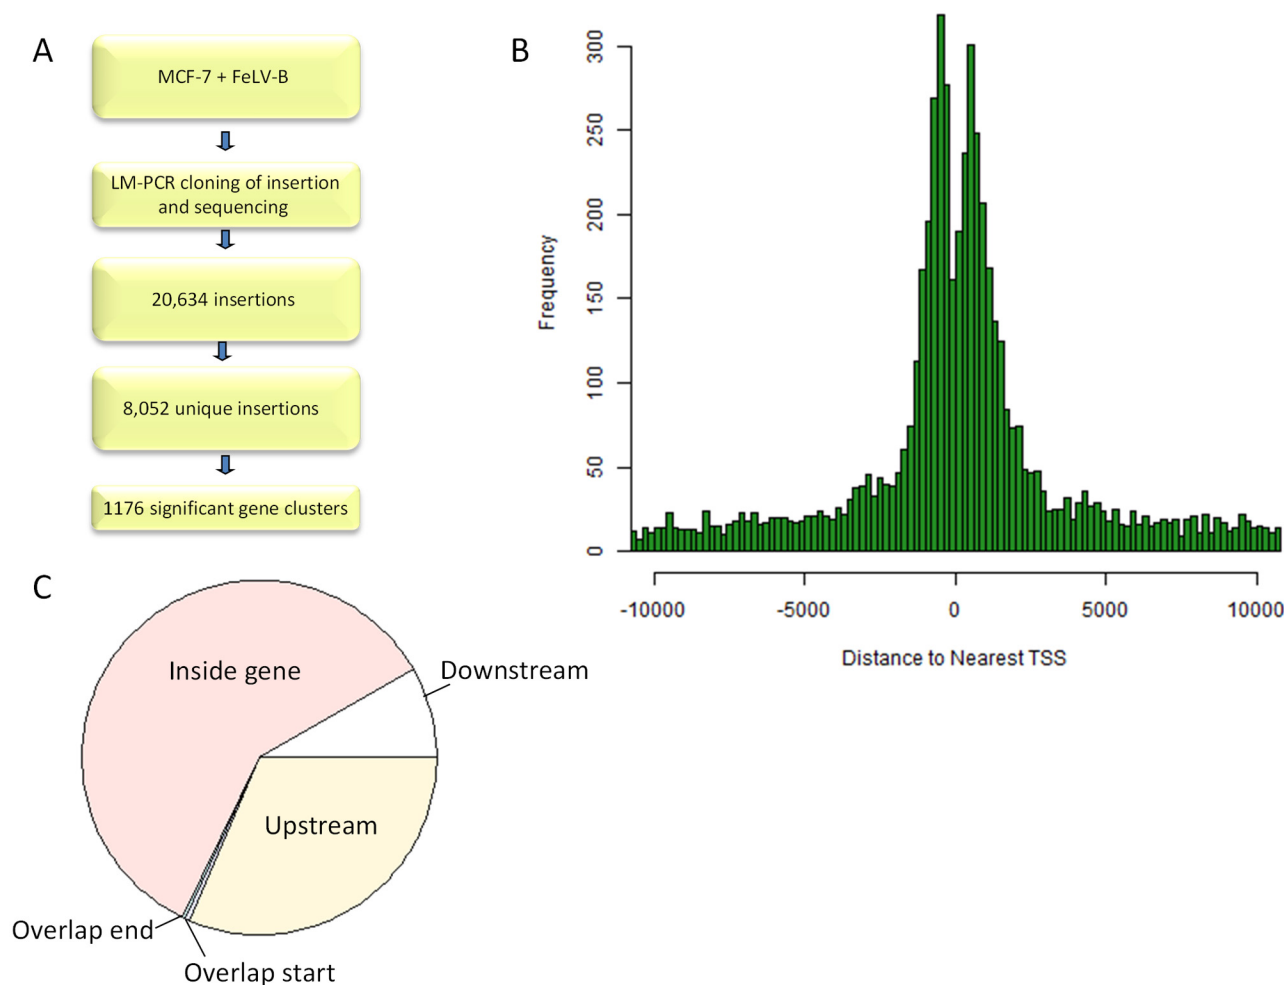 A
MCF-7 + FeLV-B
LM-PCR cloning of insertion
and sequencing
20,634 insertions
8,052 unique insertions
1176 significant gene clusters
B
Frequency
300
250
200
150
100
50
0
-10000 -5000 0 5000 10000
Distance to Nearest TSS
C
Inside gene
Downstream
Upstream
Overlap end
Overlap start